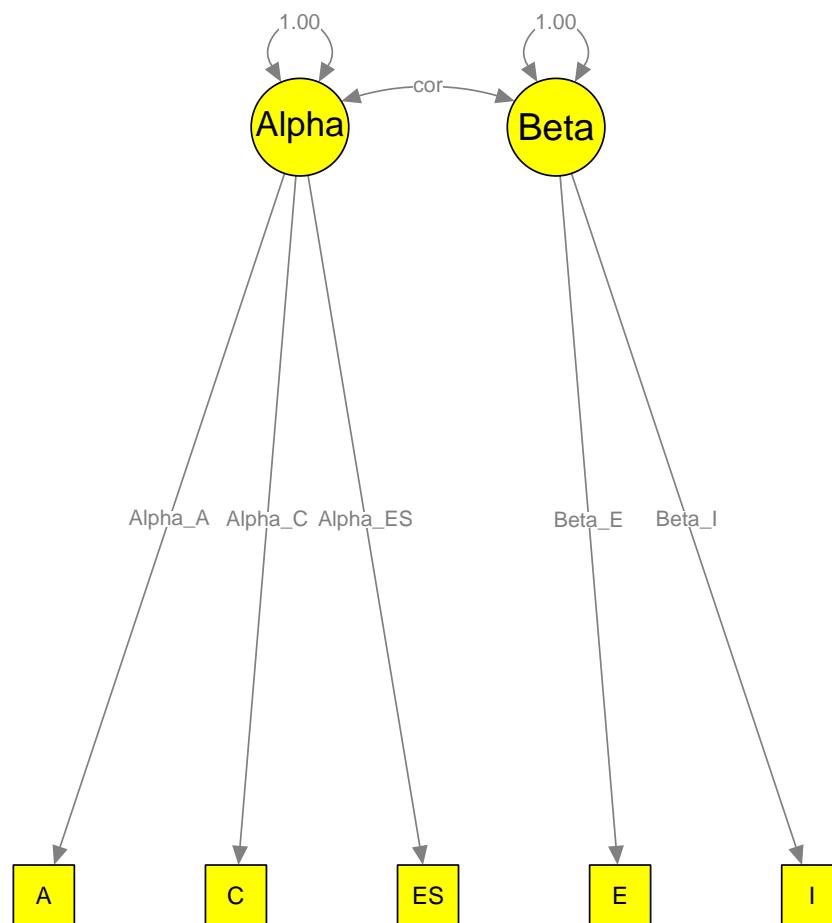 1.00 1.00
cor
Alpha Beta
Alpha_A Alpha_C Alpha_ES Beta_E Beta_I
A C ES E I